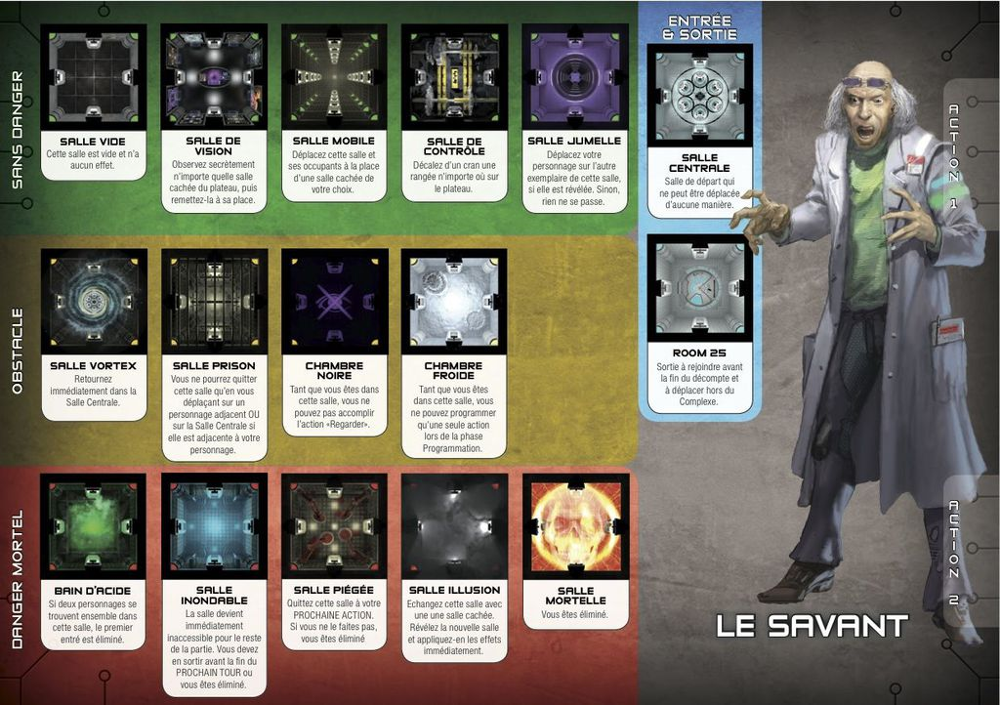 SANS DANGER
SALLE VIDE
Cette salle est vide et n'a
aucun effet.
SALLE DE
VISION
Observez secrètement
n'importe quelle salle
cachée du plateau, puis
remettez-la à sa place.
SALLE MOBILE
Déplacez cette salle et
ses occupants à la place
d'une salle cachée de
votre choix.
SALLE DE
CONTRÔLE
Décalez d'un cran une
rangée n'importe où sur
le plateau.
SALLE JUMELLE
Déplacez votre
personnage sur l'autre
exemplaire de cette salle,
si elle est révélée. Sinon,
rien ne se passe.
ENTRÉE
& SORTIE
SALLE
CENTRALE
Salle de départ qui
ne peut être déplacée
d'aucune manière.
ROOM 25
Sortie à rejoindre avant
la fin du décompte et
à déplacer hors du
Complexe.
OBSTACLE
SALLE VORTEX
Retournez
immédiatement dans la
Salle Centrale.
SALLE PRISON
Vous ne pourrez quitter
cette salle qu'en vous
déplaçant sur un
personnage adjacent OU
sur la Salle Centrale si
elle est adjacente à votre
personnage.
CHAMBRE
NOIRE
Tant que vous êtes dans
cette salle, vous ne
pouvez pas accomplir
l'action «Regarder».
CHAMBRE
FROIDE
Tant que vous êtes
dans cette salle, vous
ne pouvez programmer
qu'une seule action
lors de la phase
Programmation.
DANGER MORTEL
BAIN D'ACIDE
Si deux personnages se
trouvent ensemble dans
cette salle, le premier
entré est éliminé.
SALLE
INONDABLE
La salle devient
immédiatement
inaccessible pour le reste
de la partie. Vous devez
en sortir avant la fin du
PROCHAIN TOUR ou
vous êtes éliminé.
SALLE PIÉGÉE
Quittez cette salle à votre
PROCHAINE ACTION.
Si vous ne le faites pas,
vous êtes éliminé
SALLE ILLUSION
Echangez cette salle avec
une une salle cachée.
Révélez la nouvelle salle
et appliquez-en les effets
immédiatement.
SALLE
MORTELLE
Vous êtes éliminé.
ACTION 1
ACTION 2
LE SAVANT